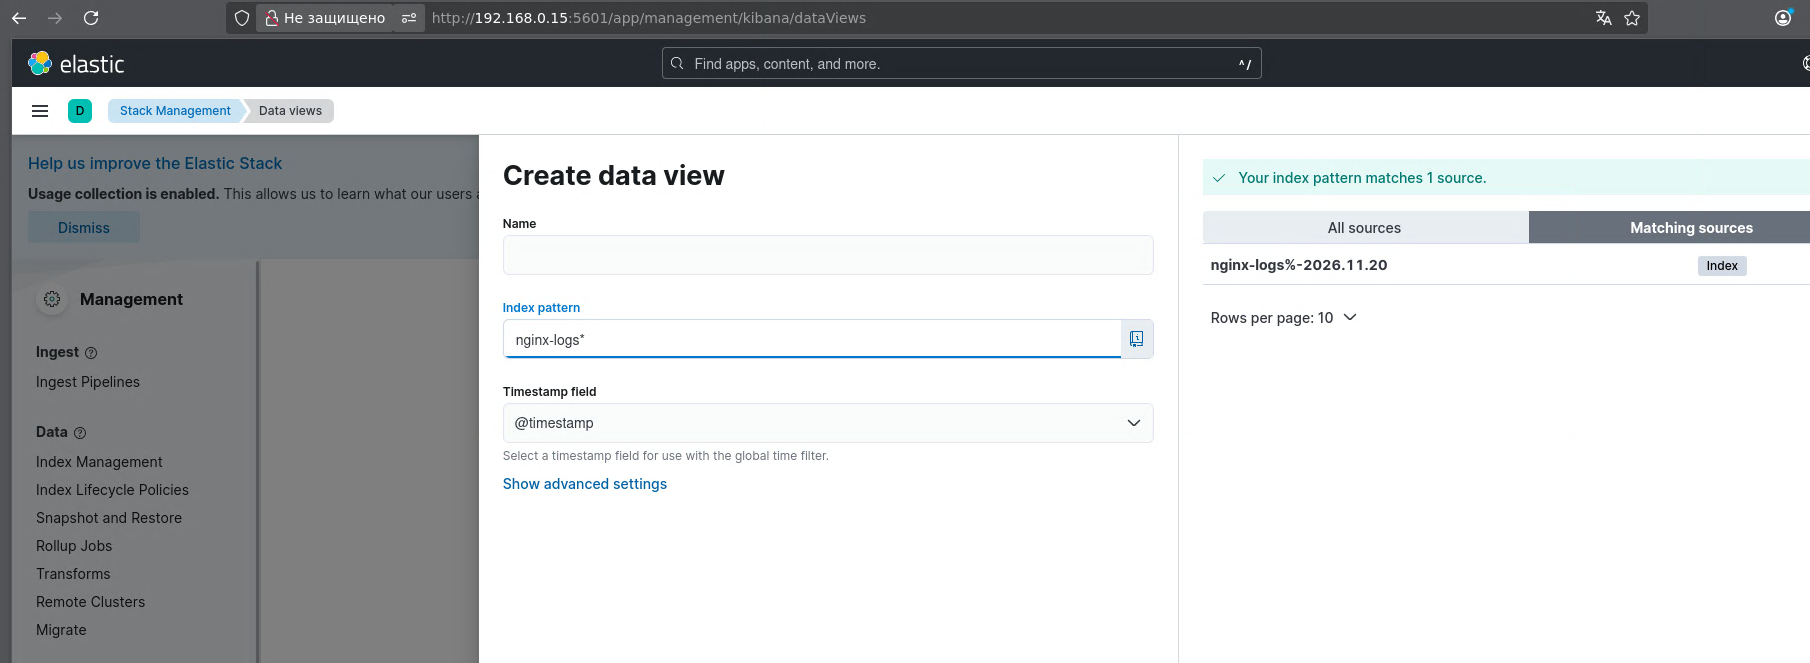 Не защищено
http://192.168.0.15:5601/app/management/kibana/dataViews
elastic
Find apps, content, and more.
^/
D
Stack Management
Data views
Help us improve the Elastic Stack
Usage collection is enabled. This allows us to learn what our users
Dismiss
Management
Ingest
Ingest Pipelines
Data
Index Management
Index Lifecycle Policies
Snapshot and Restore
Rollup Jobs
Transforms
Remote Clusters
Migrate
Create data view
Name
Index pattern
nginx-logs*
Timestamp field
@timestamp
Select a timestamp field for use with the global time filter.
Show advanced settings
Your index pattern matches 1 source.
All sources
Matching sources
nginx-logs%-2026.11.20
Index
Rows per page: 10